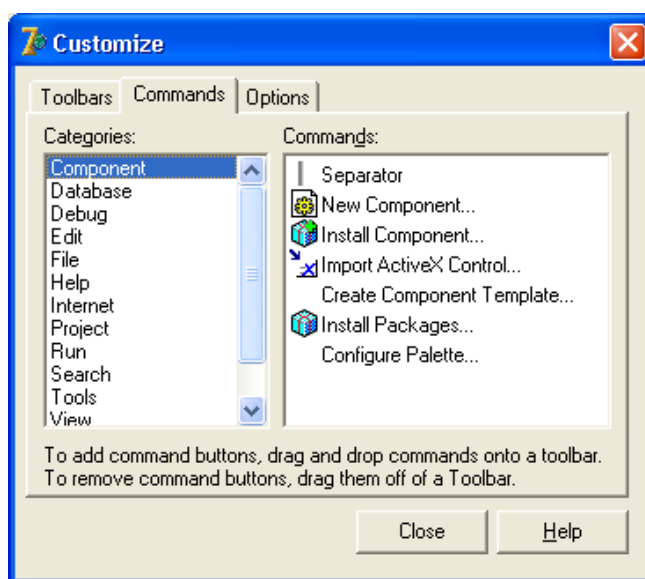 Customize
Toolbars Commands Options
Categories:
Component
Database
Debug
Edit
File
Help
Internet
Project
Run
Search
Tools
View
Commands:
Separator
New Component...
Install Component...
Import ActiveX Control...
Create Component Template...
Install Packages...
Configure Palette...
To add command buttons, drag and drop commands onto a toolbar.
To remove command buttons, drag them off of a Toolbar.
Close Help